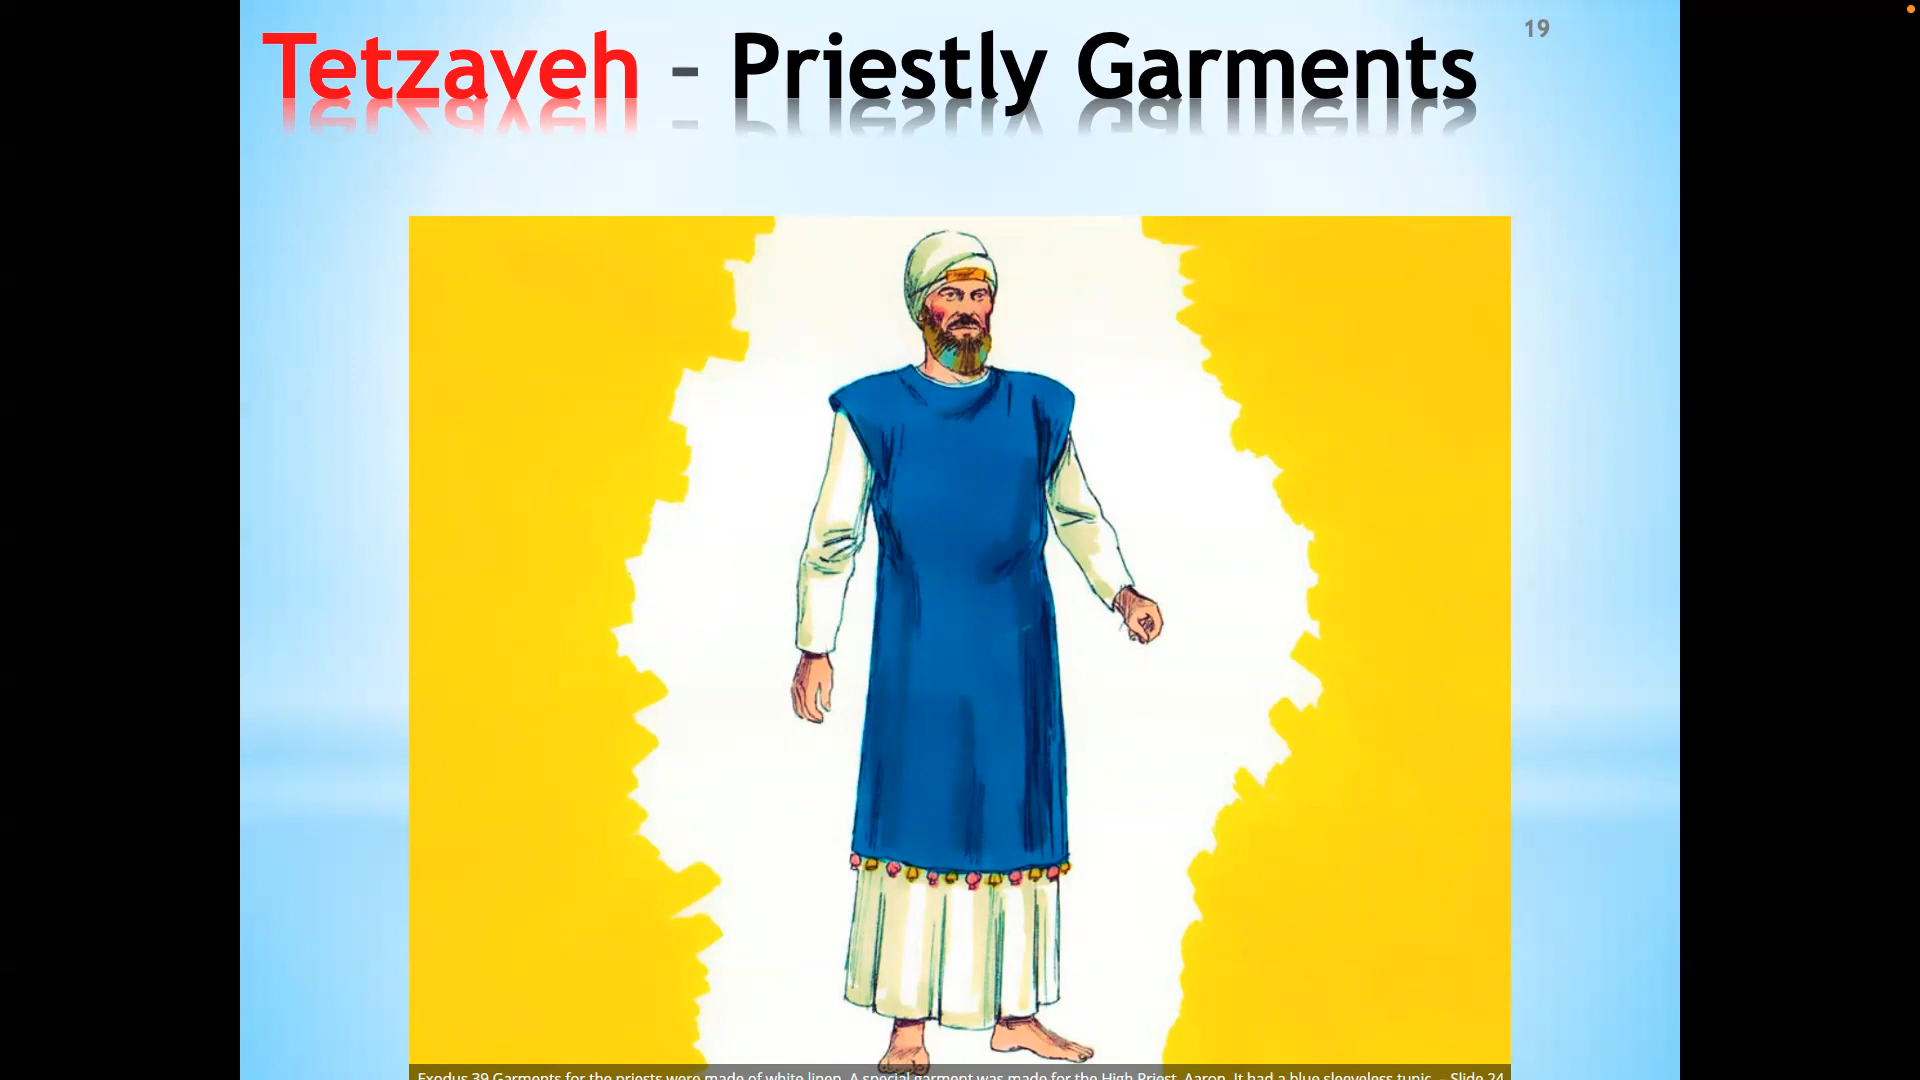 Tetzaveh - Priestly Garments
19
Exodus 39 Garments for the priests were made of white linen. A special garment was made for the High Priest, Aaron. It had a blue sleeveless tunic. - Slide 24